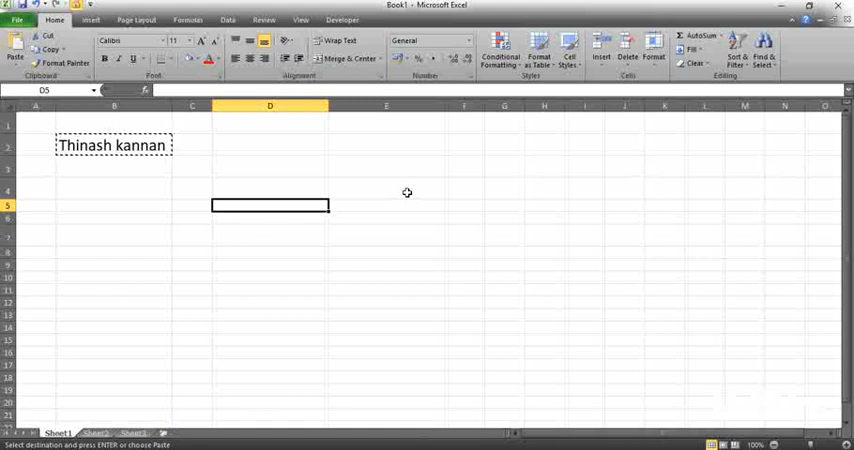 Book1 - Microsoft Excel
File Home Insert Page Layout Formulas Data Review View Developer
Paste Cut Copy Format Painter Clipboard
Calibri 11 B I U Font
Wrap Text Merge & Center Alignment
General % Number
Conditional Formatting Format as Table Cell Styles Styles
Insert Delete Format Cells
Σ AutoSum Fill Clear Sort & Filter Find & Select Editing
D5 fx
A B C D E F G H I J K L M N O
1
2 Thinash kannan
3
4
5
6
7
8
9
10
11
12
13
14
15
16
17
18
19
20
21
Sheet1 Sheet2 Sheet3
Select destination and press ENTER or choose Paste 100%